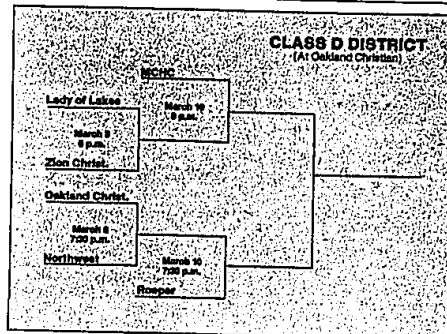 CLASS D DISTRICT
(At Oakland Christian)
MCHC
Lady of Lakes
March 10
6 p.m.
March 8
6 p.m.
Zion Christ.
Oakland Christ.
March 8
7:30 p.m.
Northwest
March 10
7:30 p.m.
Roeper